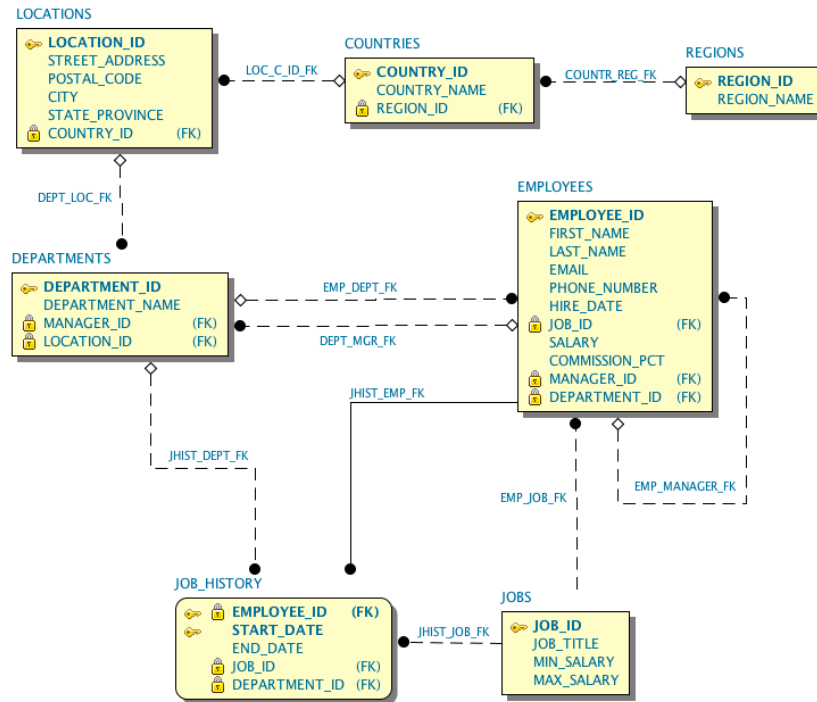 LOCATIONS
LOCATION_ID
STREET_ADDRESS
POSTAL_CODE
CITY
STATE_PROVINCE
COUNTRY_ID (FK)
LOC_C_ID_FK
COUNTRIES
COUNTRY_ID
COUNTRY_NAME
REGION_ID (FK)
COUNTR_REG_FK
REGIONS
REGION_ID
REGION_NAME
DEPT_LOC_FK
DEPARTMENTS
DEPARTMENT_ID
DEPARTMENT_NAME
MANAGER_ID (FK)
LOCATION_ID (FK)
EMP_DEPT_FK
DEPT_MGR_FK
EMPLOYEES
EMPLOYEE_ID
FIRST_NAME
LAST_NAME
EMAIL
PHONE_NUMBER
HIRE_DATE
JOB_ID (FK)
SALARY
COMMISSION_PCT
MANAGER_ID (FK)
DEPARTMENT_ID (FK)
JHIST_EMP_FK
JHIST_DEPT_FK
EMP_JOB_FK
EMP_MANAGER_FK
JOB_HISTORY
EMPLOYEE_ID (FK)
START_DATE
END_DATE
JOB_ID (FK)
DEPARTMENT_ID (FK)
JHIST_JOB_FK
JOBS
JOB_ID
JOB_TITLE
MIN_SALARY
MAX_SALARY